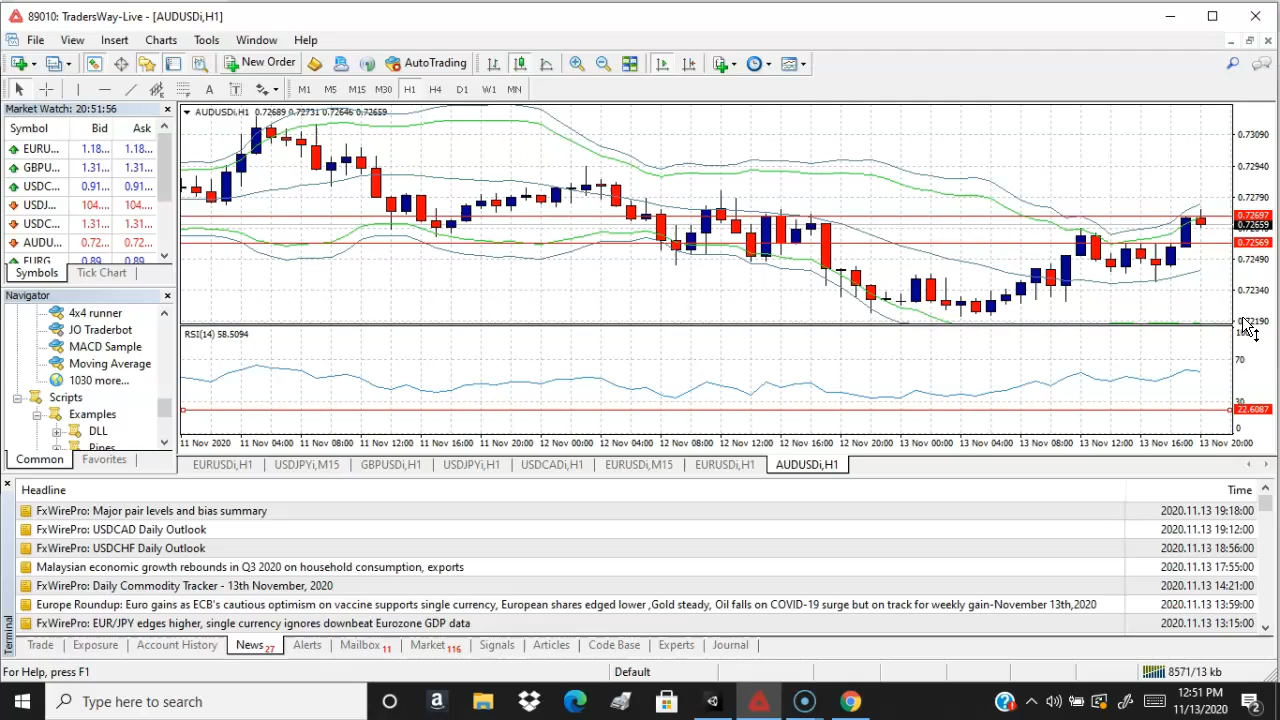 89010: TradersWay-Live - [AUDUSDi,H1]
File View Insert Charts Tools Window Help
New Order AutoTrading
M1 M5 M15 M30 H1 H4 D1 W1 MN
Market Watch: 20:51:56
Symbol Bid Ask
EURU... 1.18... 1.18...
GBPU... 1.31... 1.31...
USDC... 0.91... 0.91...
USDJ... 104.... 104....
USDC... 1.31... 1.31...
AUDU... 0.72... 0.72...
EURG 0.89 0.89
Symbols Tick Chart
Navigator
4x4 runner
JO Traderbot
MACD Sample
Moving Average
1030 more...
Scripts
Examples
DLL
Pipes
Common Favorites
AUDUSDi,H1 0.72689 0.72731 0.72646 0.72659
0.73090
0.72940
0.72790
0.72697
0.72659
0.72569
0.72490
0.72340
RSI(14) 58.5094
70
30
22.6087
0
11 Nov 2020 11 Nov 04:00 11 Nov 08:00 11 Nov 12:00 11 Nov 16:00 11 Nov 20:00 12 Nov 04:00 12 Nov 08:00 12 Nov 12:00 12 Nov 16:00 12 Nov 20:00 13 Nov 00:00 13 Nov 04:00 13 Nov 08:00 13 Nov 12:00 13 Nov 16:00 13 Nov 20:00
EURUSDi,H1 USDJPYi,M15 GBPUSDi,H1 USDJPYi,H1 USDCADi,H1 EURUSDi,M15 EURUSDi,H1 AUDUSDi,H1
Headline Time
FxWirePro: Major pair levels and bias summary 2020.11.13 19:18:00
FxWirePro: USDCAD Daily Outlook 2020.11.13 19:12:00
FxWirePro: USDCHF Daily Outlook 2020.11.13 18:56:00
Malaysian economic growth rebounds in Q3 2020 on household consumption, exports 2020.11.13 17:55:00
FxWirePro: Daily Commodity Tracker - 13th November, 2020 2020.11.13 14:21:00
Europe Roundup: Euro gains as ECB's cautious optimism on vaccine supports single currency, European shares edged lower ,Gold steady, Oil falls on COVID-19 surge but on track for weekly gain-November 13th,2020 2020.11.13 13:59:00
FxWirePro: EUR/JPY edges higher, single currency ignores downbeat Eurozone GDP data 2020.11.13 13:15:00
Terminal
Trade Exposure Account History News 27 Alerts Mailbox 11 Market 116 Signals Articles Code Base Experts Journal
For Help, press F1 Default 8571/13 kb
Type here to search
12:51 PM
11/13/2020
2